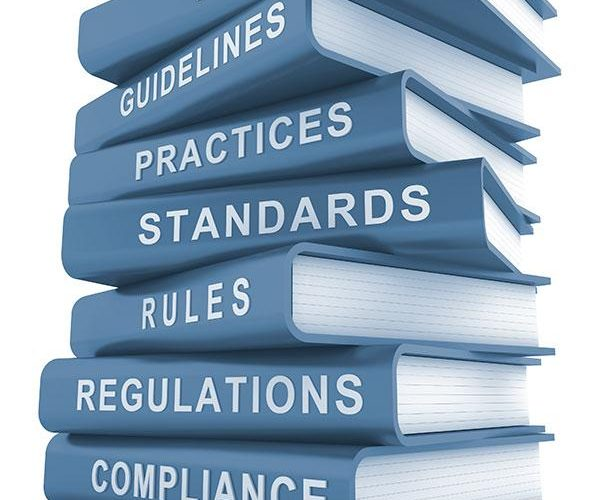 GUIDELINES
PRACTICES
STANDARDS
RULES
REGULATIONS
COMPLIANCE